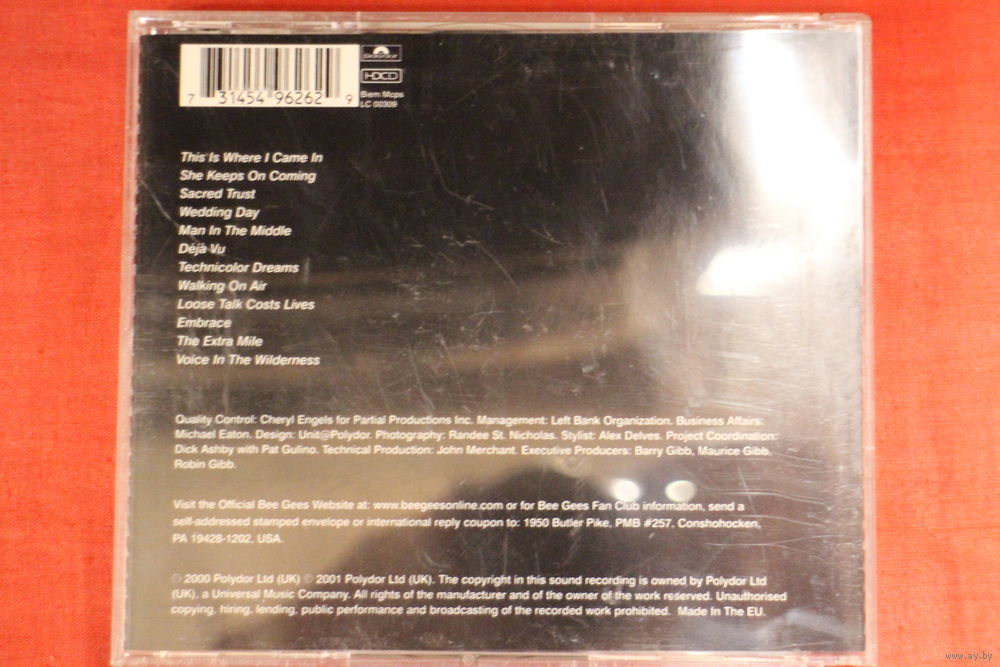 polydor
HDCD
Biem Mcps
LC 00309
7 31454 96262 9
This Is Where I Came In
She Keeps On Coming
Sacred Trust
Wedding Day
Man In The Middle
Déjà Vu
Technicolor Dreams
Walking On Air
Loose Talk Costs Lives
Embrace
The Extra Mile
Voice In The Wilderness
Quality Control: Cheryl Engels for Partial Productions Inc. Management: Left Bank Organization. Business Affairs:
Michael Eaton. Design: Unit@Polydor. Photography: Randee St. Nicholas. Stylist: Alex Delves. Project Coordination:
Dick Ashby with Pat Gulino. Technical Production: John Merchant. Executive Producers: Barry Gibb, Maurice Gibb,
Robin Gibb.
Visit the Official Bee Gees Website at: www.beegeesonline.com or for Bee Gees Fan Club information, send a
self-addressed stamped envelope or international reply coupon to: 1950 Butler Pike, PMB #257, Conshohocken,
PA 19428-1202. USA.
℗ 2000 Polydor Ltd (UK) © 2001 Polydor Ltd (UK). The copyright in this sound recording is owned by Polydor Ltd
(UK), a Universal Music Company. All rights of the manufacturer and of the owner of the work reserved. Unauthorised
copying, hiring, lending, public performance and broadcasting of the recorded work prohibited. Made In The EU.
www.ay.by